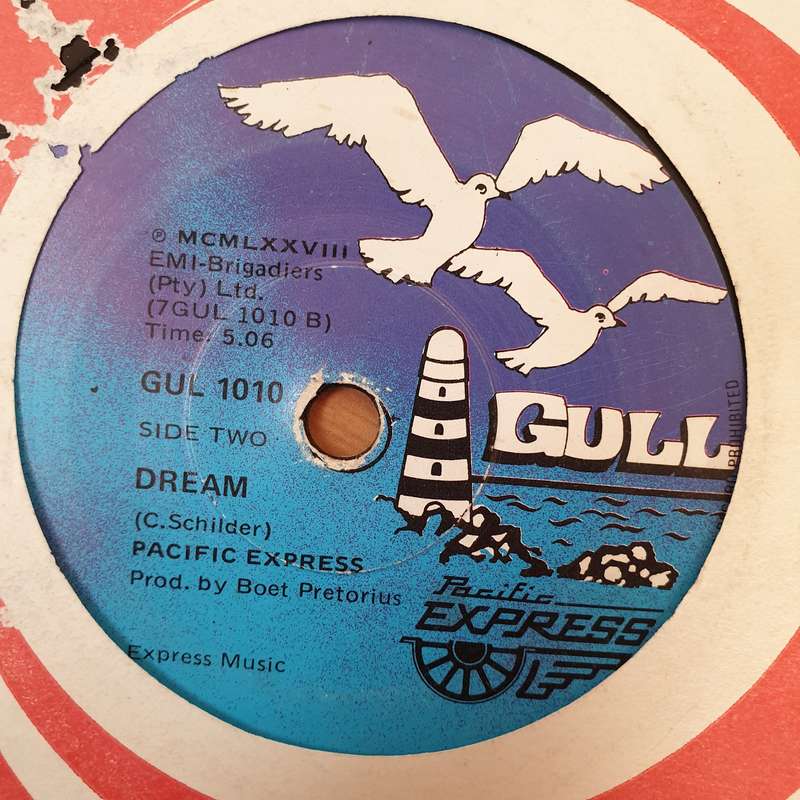 ℗ MCMLXXVIII
EMI-Brigadiers
(Pty) Ltd.
(7GUL 1010 B)
Time. 5.06
GUL 1010
SIDE TWO
DREAM
(C.Schilder)
PACIFIC EXPRESS
Prod. by Boet Pretorius
Express Music
GULL
PROHIBITED
Pacific
EXPRESS